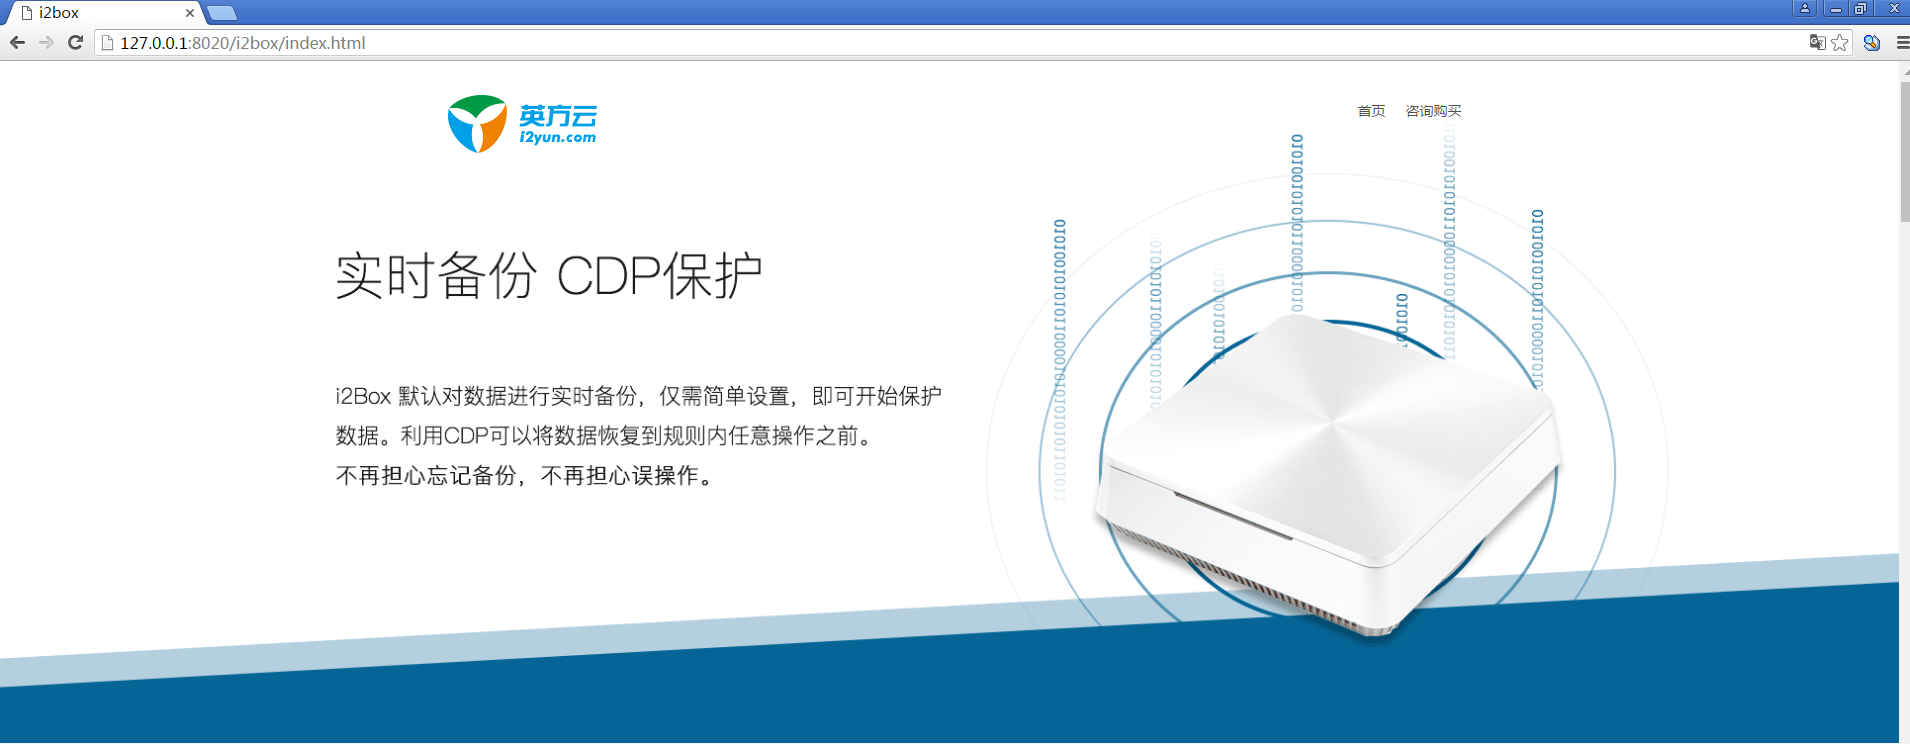 i2box
127.0.0.1:8020/i2box/index.html
英方云
i2yun.com
首页 咨询购买
实时备份 CDP保护
i2Box 默认对数据进行实时备份，仅需简单设置，即可开始保护
数据。利用CDP可以将数据恢复到规则内任意操作之前。
不再担心忘记备份，不再担心误操作。